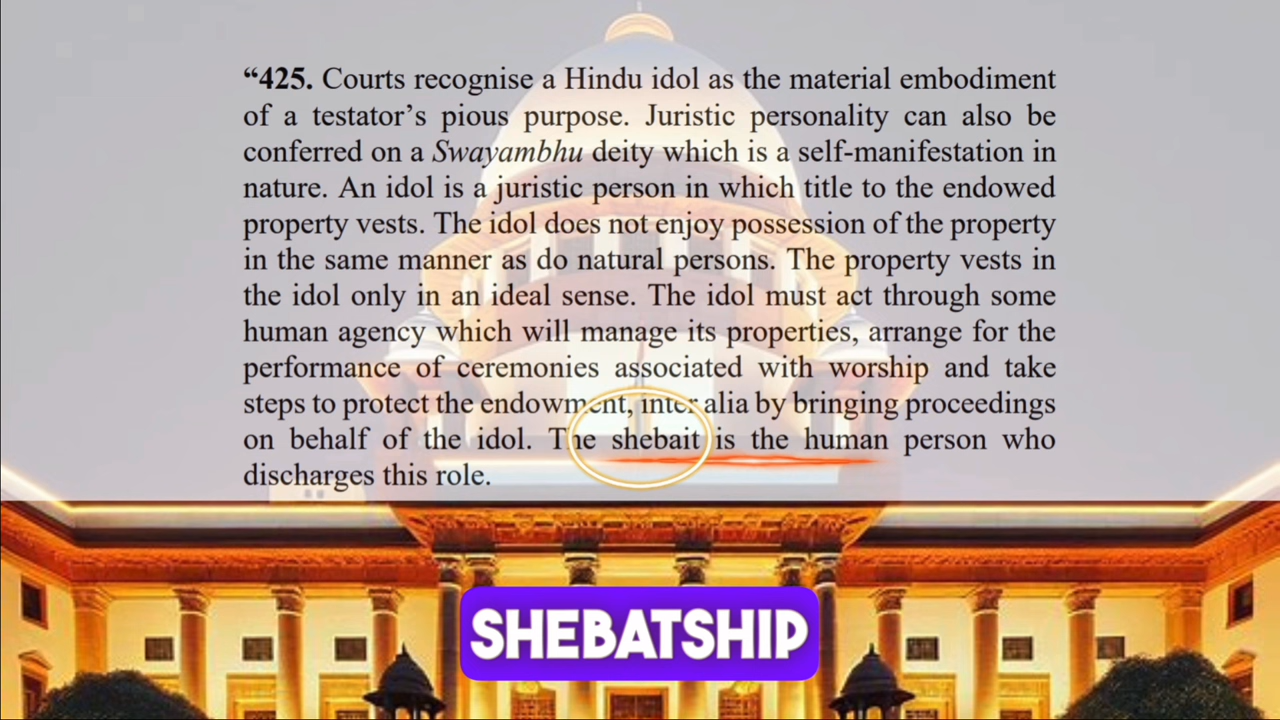 “425. Courts recognise a Hindu idol as the material embodiment
of a testator’s pious purpose. Juristic personality can also be
conferred on a Swayambhu deity which is a self-manifestation in
nature. An idol is a juristic person in which title to the endowed
property vests. The idol does not enjoy possession of the property
in the same manner as do natural persons. The property vests in
the idol only in an ideal sense. The idol must act through some
human agency which will manage its properties, arrange for the
performance of ceremonies associated with worship and take
steps to protect the endowment, inter alia by bringing proceedings
on behalf of the idol. The shebait is the human person who
discharges this role.
SHEBATSHIP